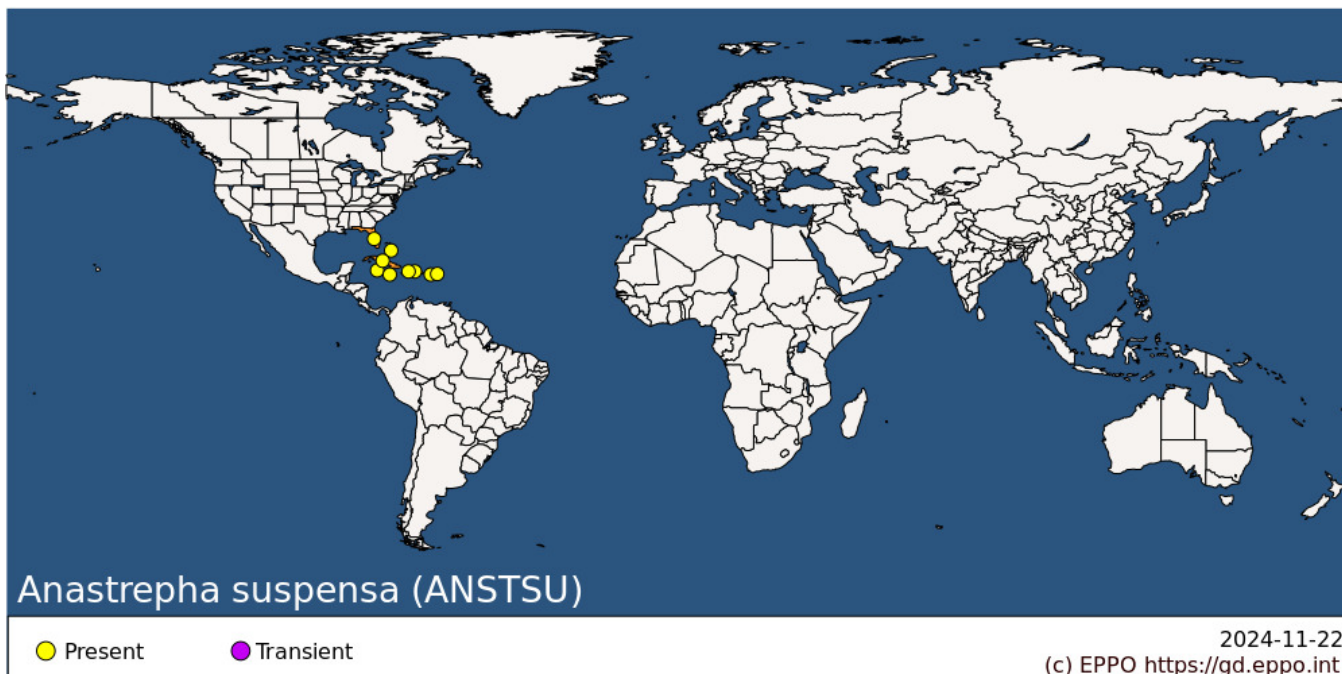 Anastrepha suspensa (ANSTSU)
Present
Transient
2024-11-22
(c) EPPO https://gd.eppo.int